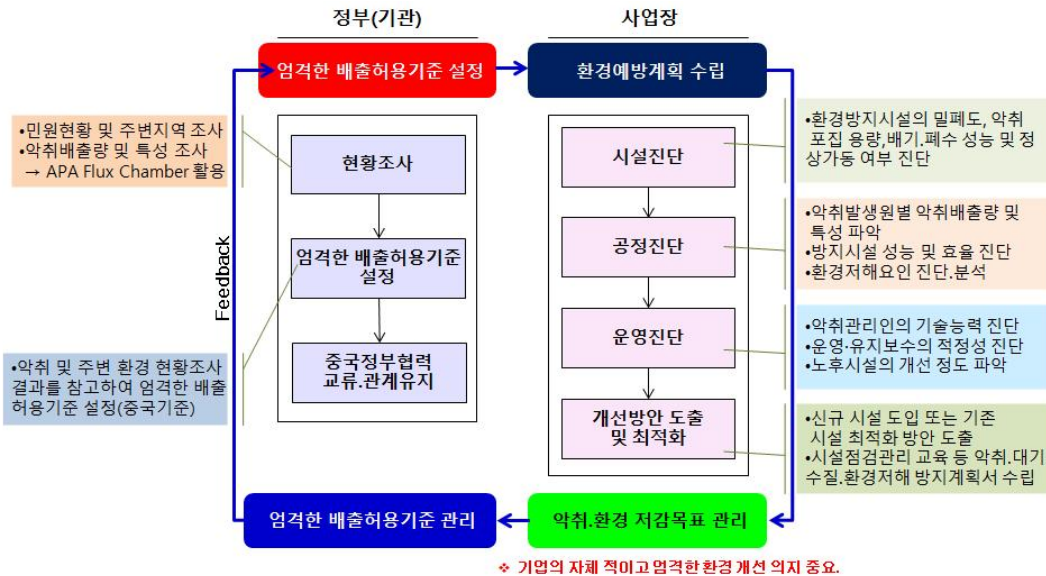 정부(기관)
사업장
엄격한 배출허용기준 설정
환경예방계획 수립
•민원현황 및 주변지역 조사
•악취배출량 및 특성 조사
→ APA Flux Chamber 활용
현황조사
엄격한 배출허용기준
설정
중국정부협력
교류.관계유지
Feedback
•악취 및 주변 환경 현황조사
결과를 참고하여 엄격한 배출
허용기준 설정(중국기준)
시설진단
공정진단
운영진단
개선방안 도출
및 최적화
•환경방지시설의 밀폐도, 악취
포집 용량,배기.폐수 성능 및 정
상가동 여부 진단
•악취발생원별 악취배출량 및
특성 파악
•방지시설 성능 및 효율 진단
•환경저해요인 진단.분석
•악취관리인의 기술능력 진단
•운영·유지보수의 적정성 진단
•노후시설의 개선 정도 파악
•신규 시설 도입 또는 기존
시설 최적화 방안 도출
•시설점검관리 교육 등 악취.대기
수질.환경저해 방지계획서 수립
엄격한 배출허용기준 관리
악취.환경 저감목표 관리
❖ 기업의 자체 적이고 엄격한 환경 개선 의지 중요.